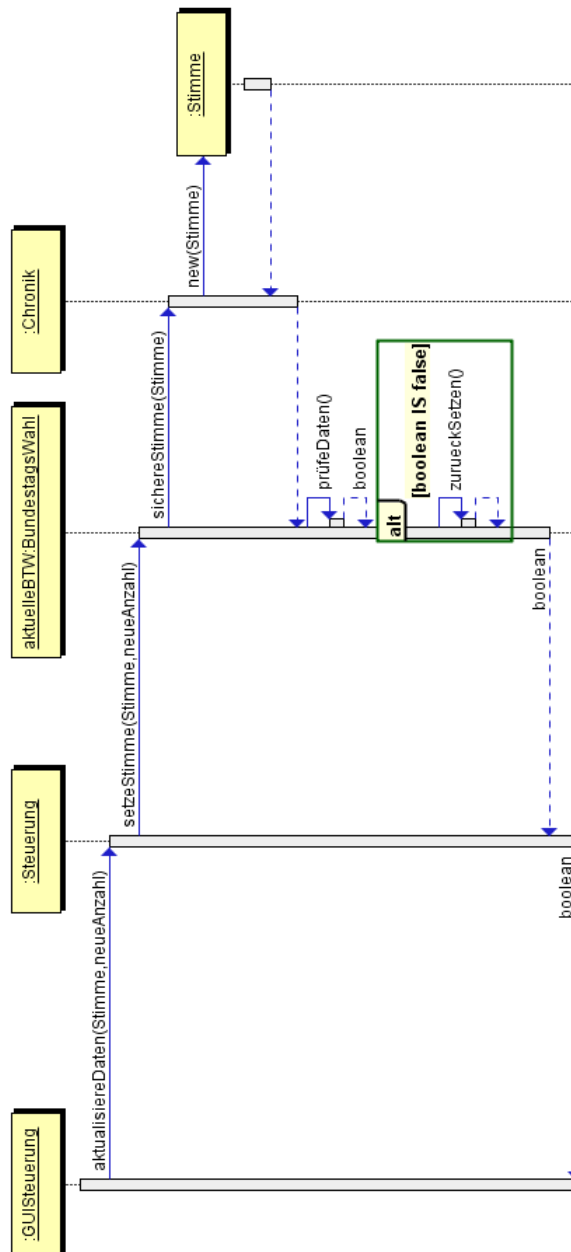 :GUISteuerung
:Steuerung
aktuelleBTW:BundestagsWahl
:Chronik
:Stimme
aktualisiereDaten(Stimme,neueAnzahl)
setzeStimme(Stimme,neueAnzahl)
sichereStimme(Stimme)
new(Stimme)
prüfeDaten()
boolean
alt
[boolean IS false]
zurueckSetzen()
boolean
boolean